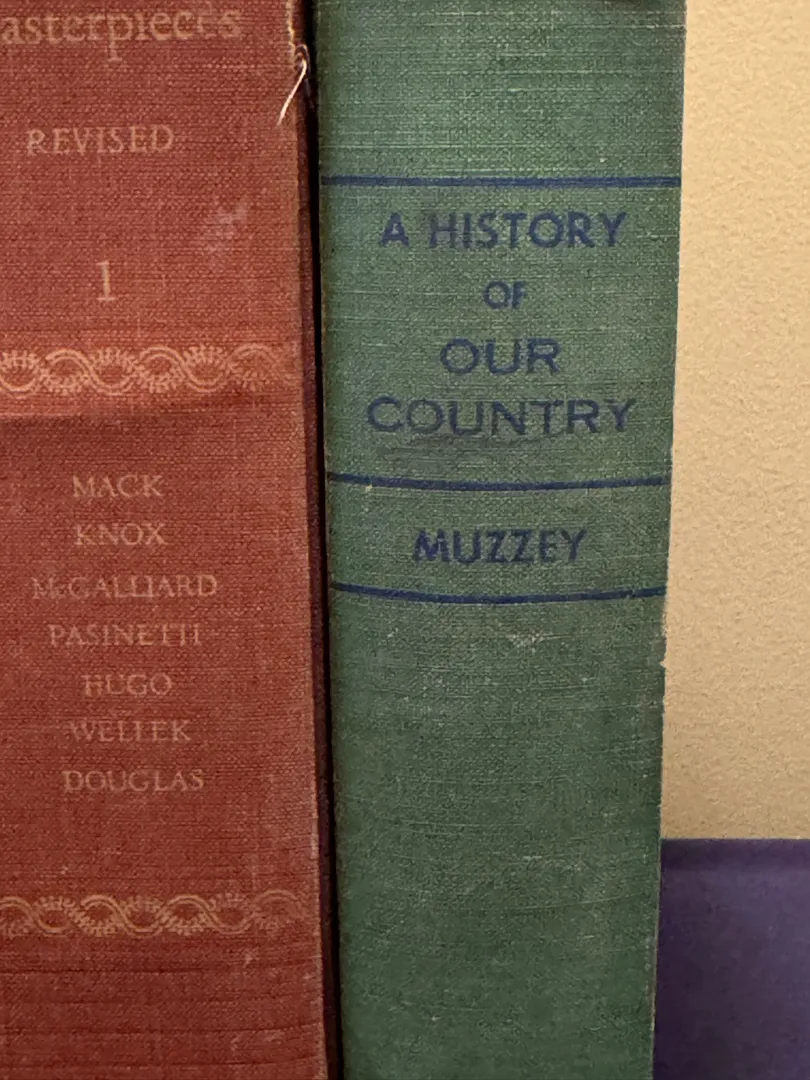 asterpieces
REVISED
1
MACK
KNOX
McGALLIARD
PASINETTI
HUGO
WELLEK
DOUGLAS
A HISTORY
OF
OUR
COUNTRY
MUZZEY